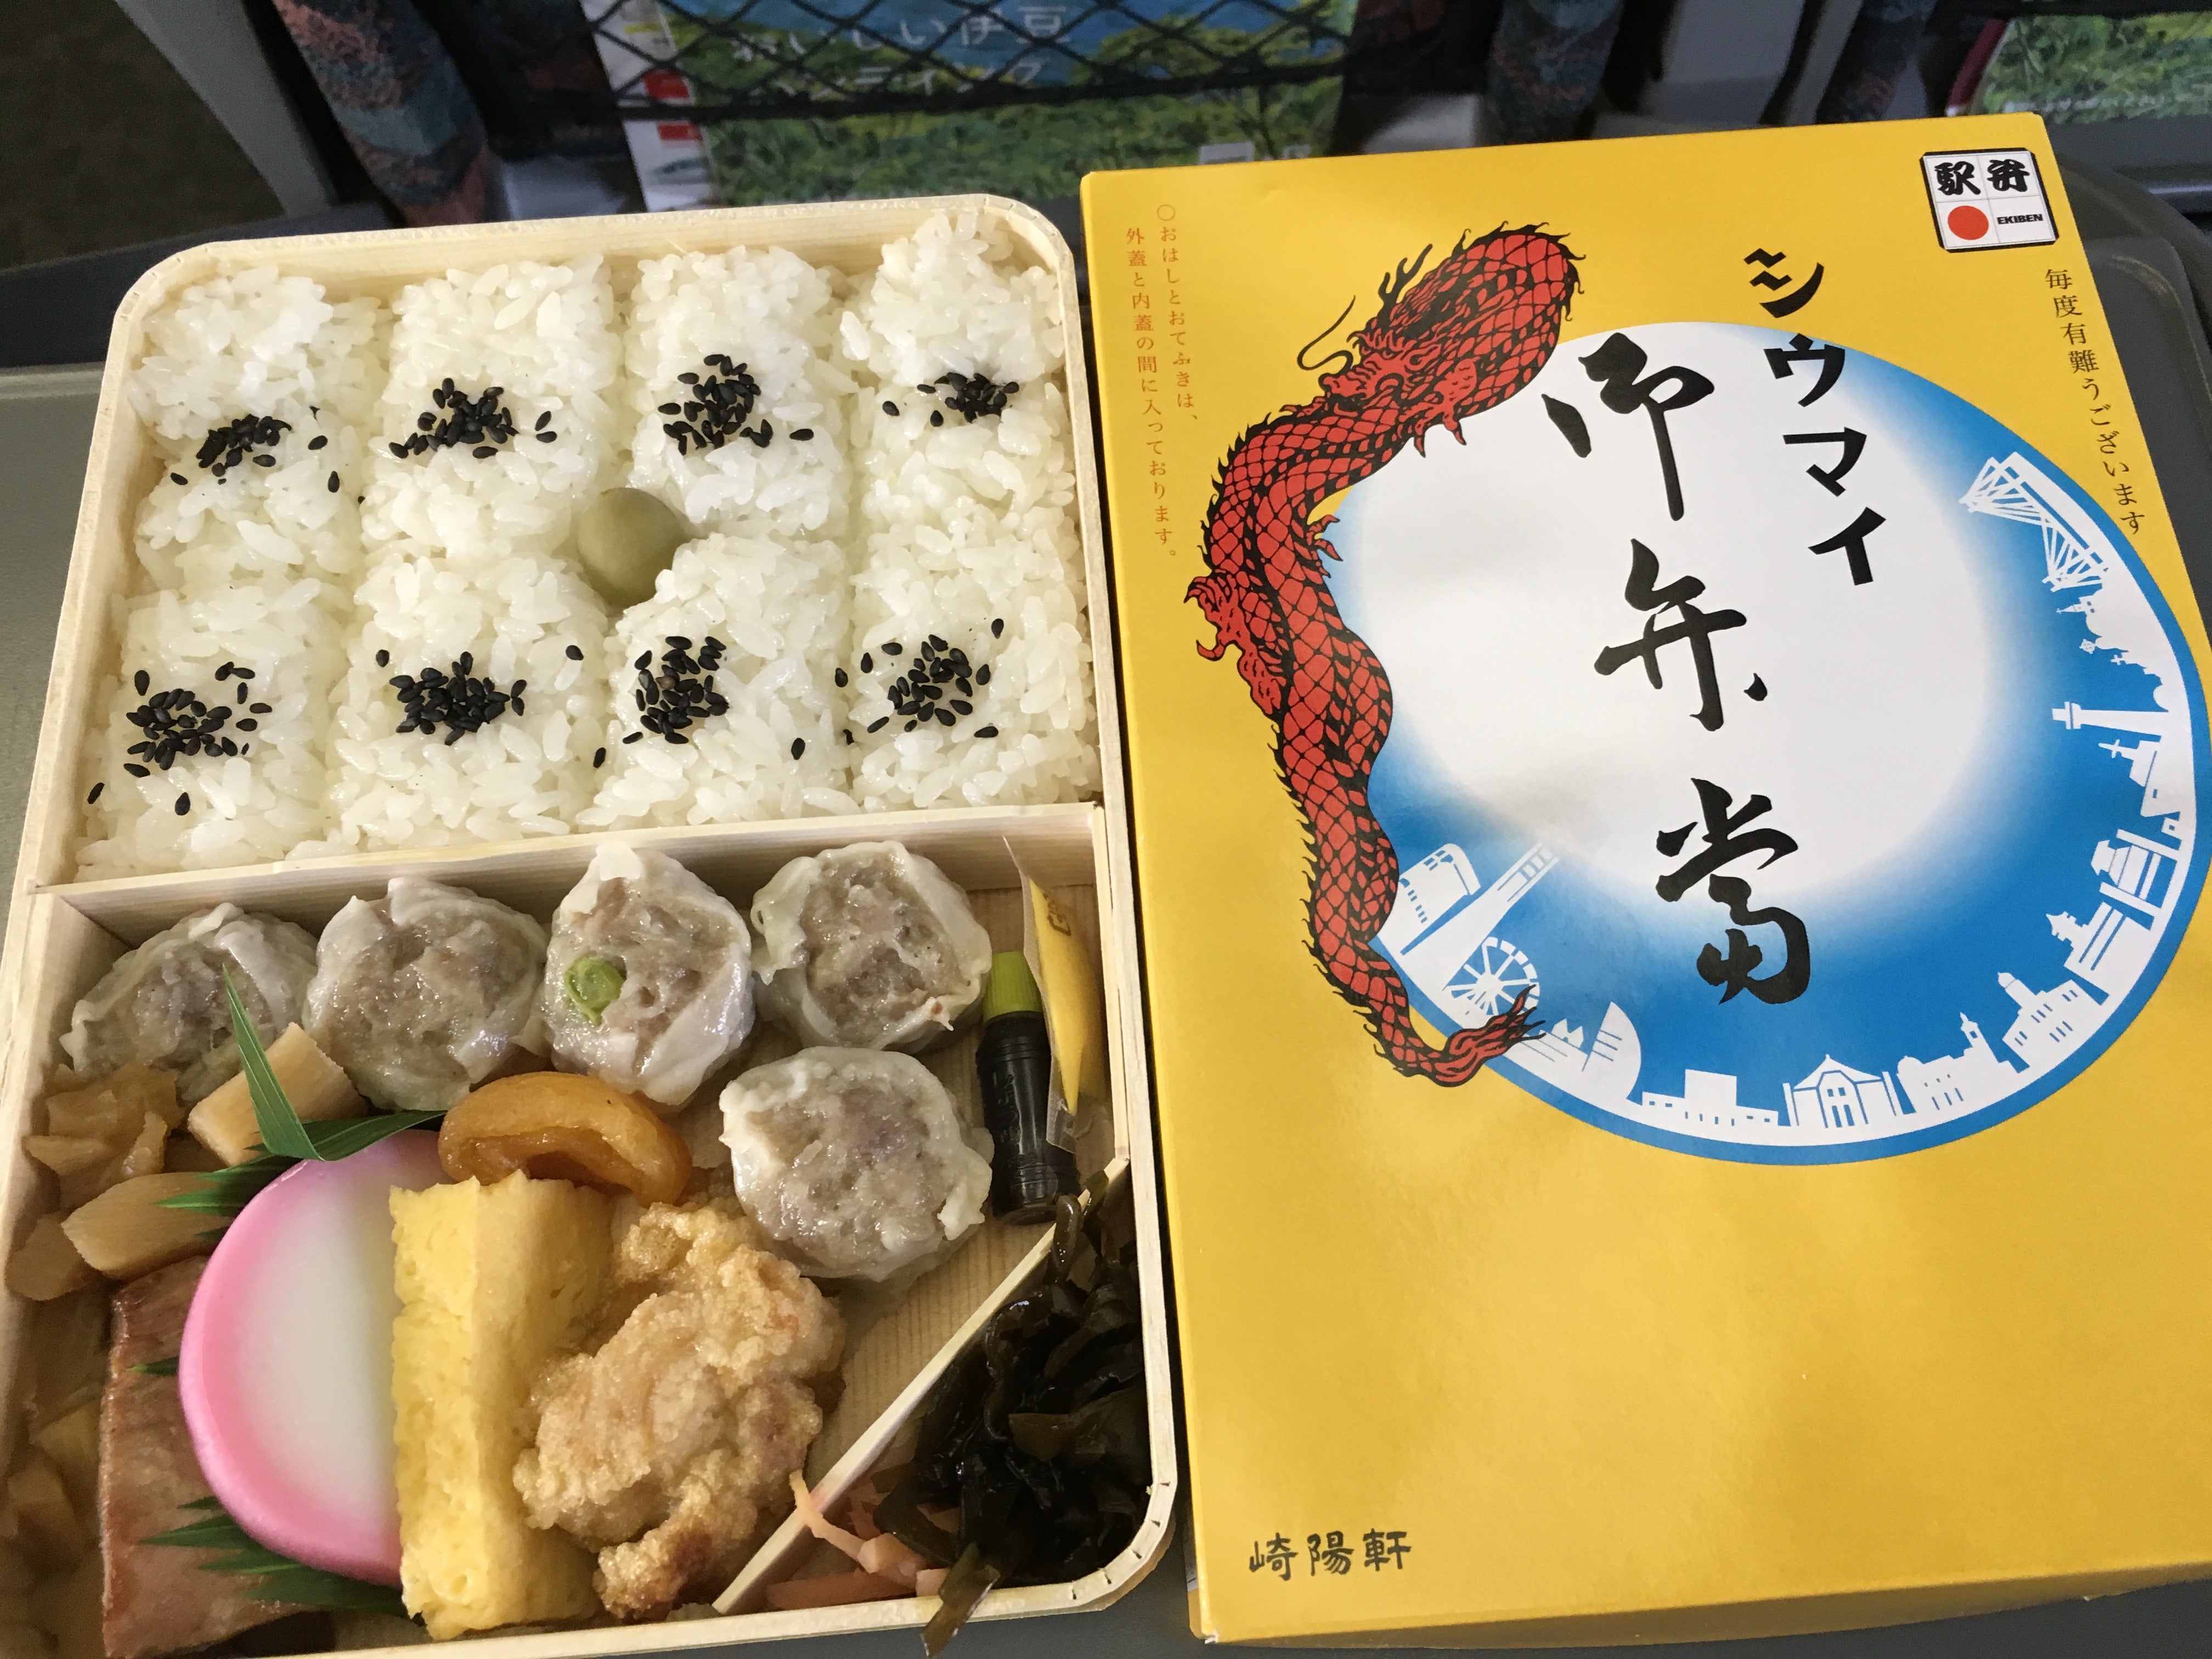 おいしい伊豆
駅弁
EKIBEN
毎度有難うございます
シウマイ
御弁當
○おはしとおてふきは、
外蓋と内蓋の間に入っております。
崎陽軒